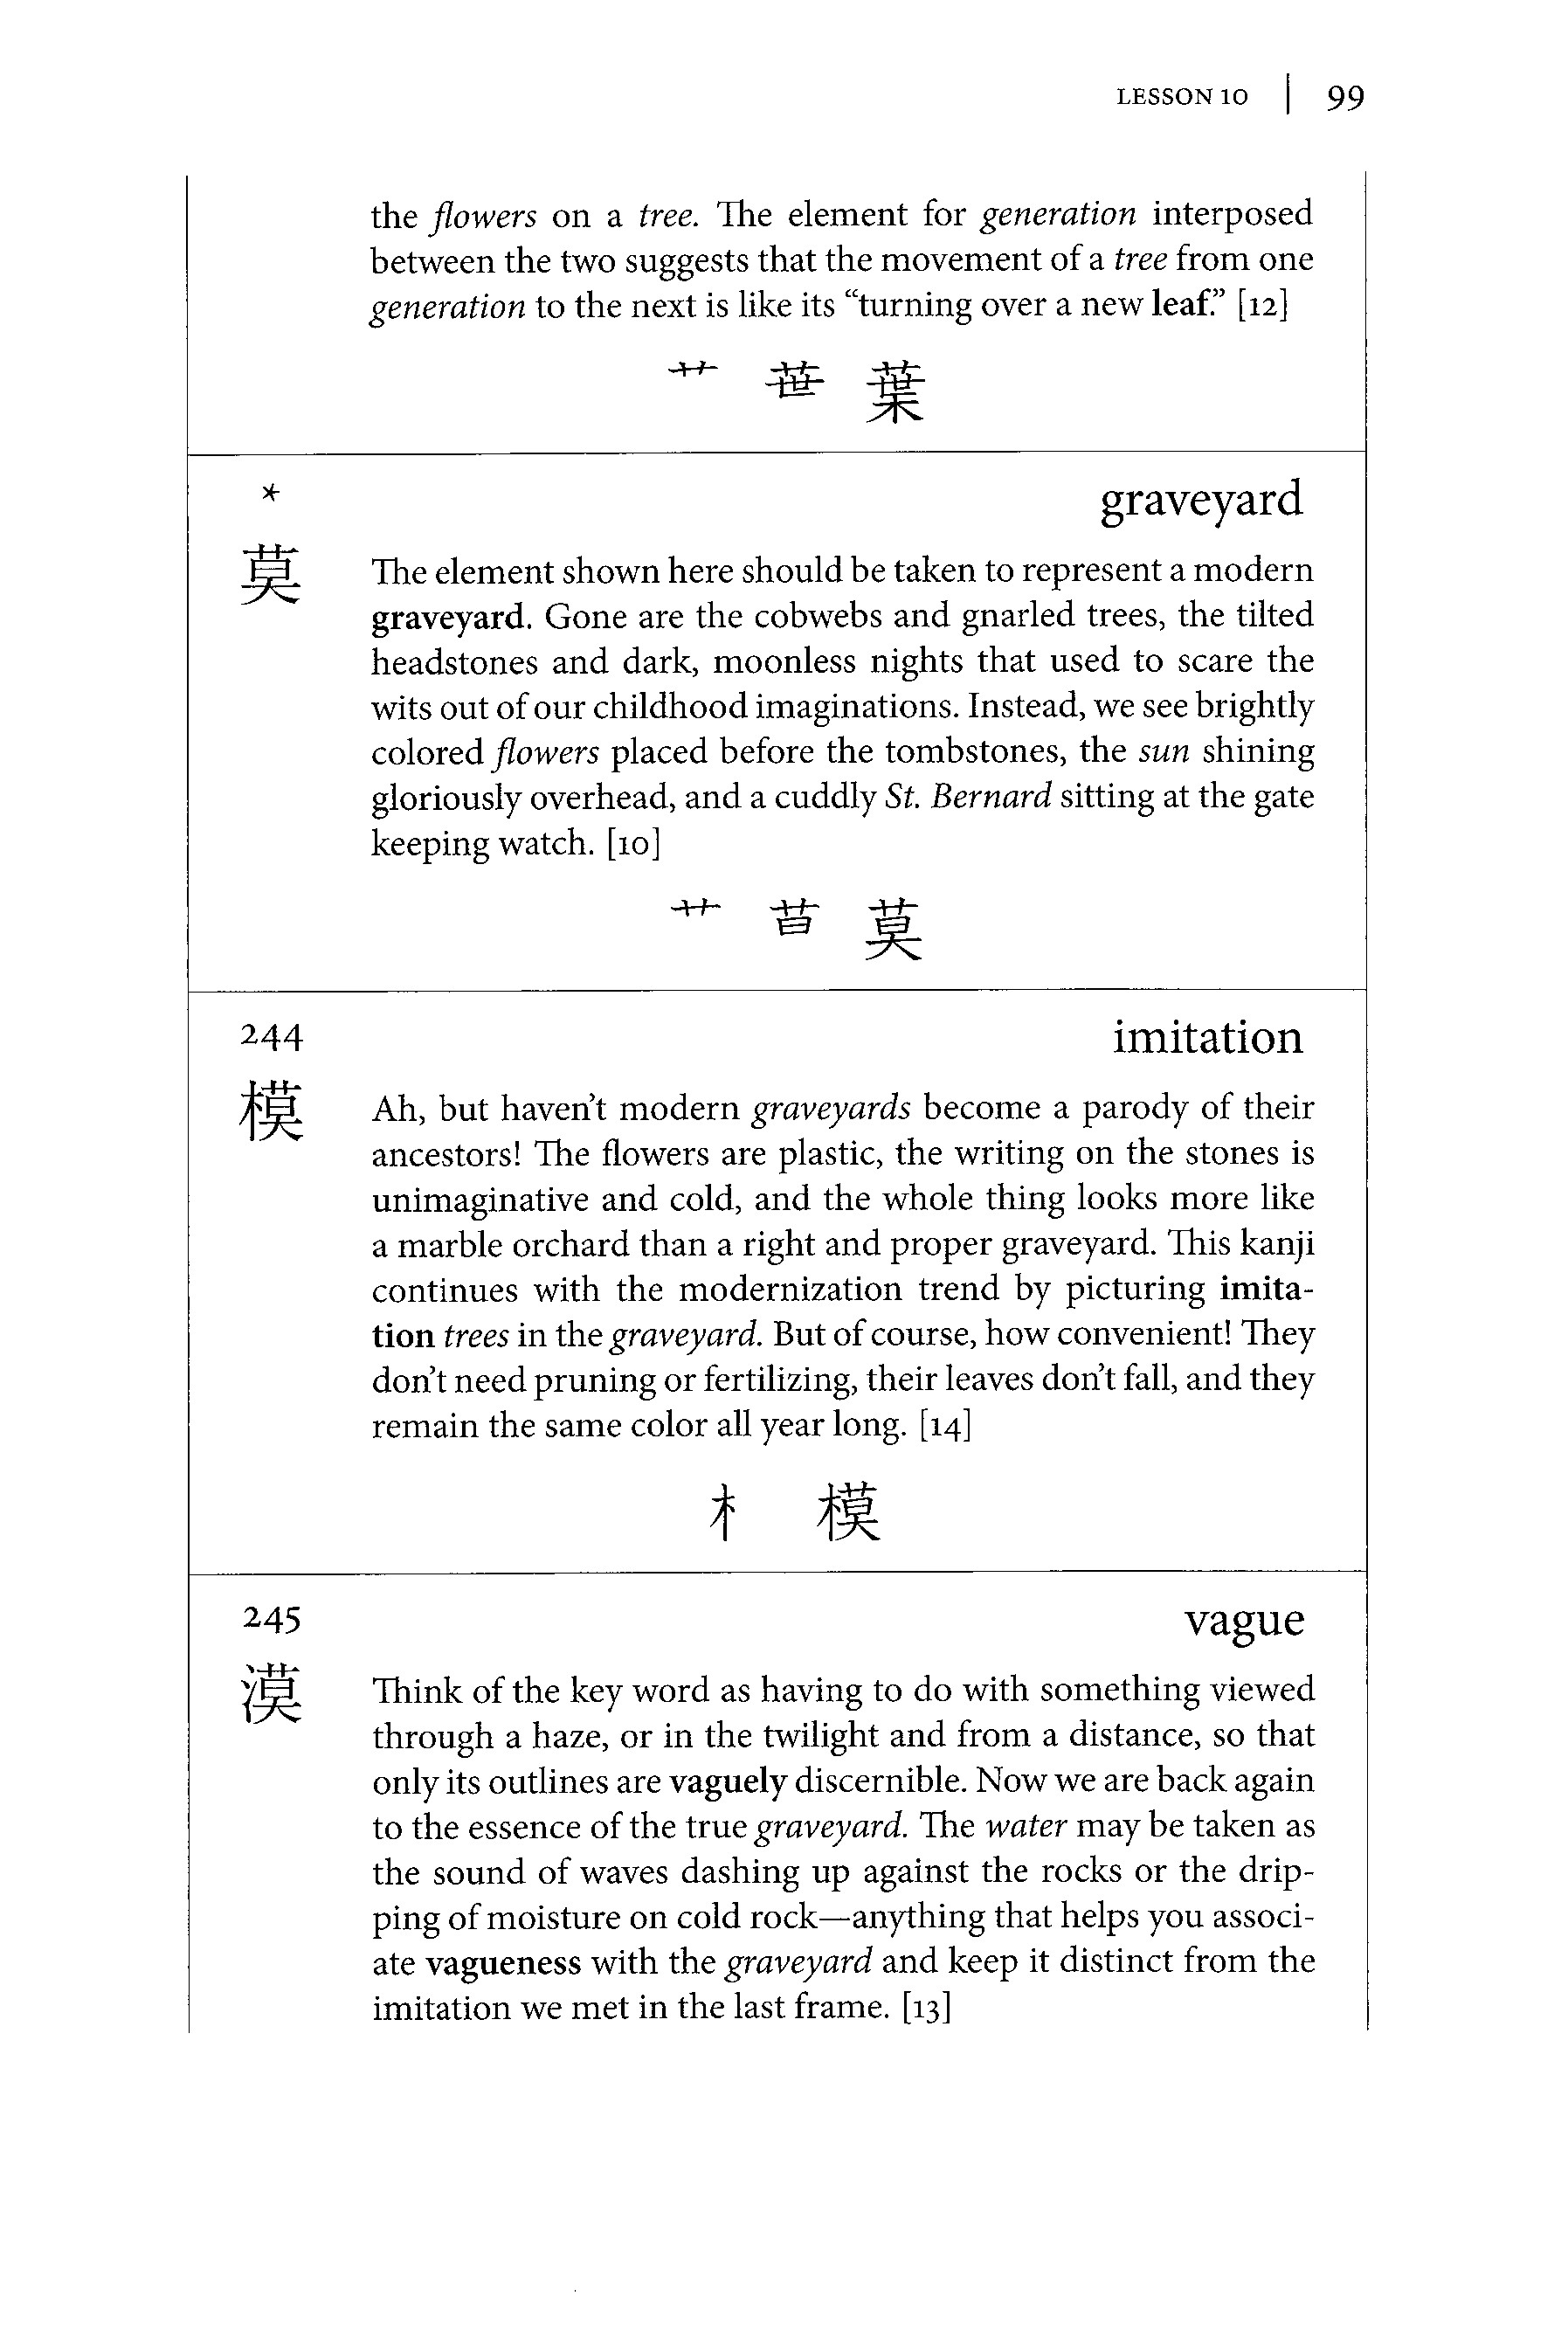 LESSON 10 | 99
the flowers on a tree. The element for generation interposed
between the two suggests that the movement of a tree from one
generation to the next is like its “turning over a new leaf.” [12]
艹 丗 葉
* graveyard
莫 The element shown here should be taken to represent a modern
graveyard. Gone are the cobwebs and gnarled trees, the tilted
headstones and dark, moonless nights that used to scare the
wits out of our childhood imaginations. Instead, we see brightly
colored flowers placed before the tombstones, the sun shining
gloriously overhead, and a cuddly St. Bernard sitting at the gate
keeping watch. [10]
艹 苩 莫
244 imitation
模 Ah, but haven’t modern graveyards become a parody of their
ancestors! The flowers are plastic, the writing on the stones is
unimaginative and cold, and the whole thing looks more like
a marble orchard than a right and proper graveyard. This kanji
continues with the modernization trend by picturing imita-
tion trees in the graveyard. But of course, how convenient! They
don’t need pruning or fertilizing, their leaves don’t fall, and they
remain the same color all year long. [14]
木 模
245 vague
漠 Think of the key word as having to do with something viewed
through a haze, or in the twilight and from a distance, so that
only its outlines are vaguely discernible. Now we are back again
to the essence of the true graveyard. The water may be taken as
the sound of waves dashing up against the rocks or the drip-
ping of moisture on cold rock—anything that helps you associ-
ate vagueness with the graveyard and keep it distinct from the
imitation we met in the last frame. [13]